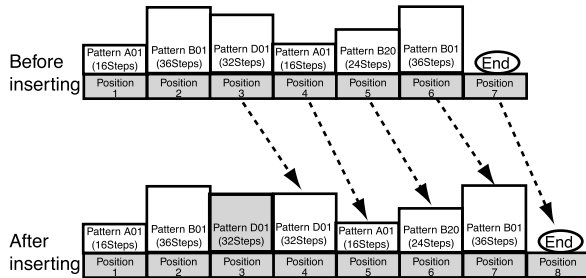 Before
inserting
Pattern A01
(16Steps)
Pattern B01
(36Steps)
Pattern D01
(32Steps)
Pattern A01
(16Steps)
Pattern B20
(24Steps)
Pattern B01
(36Steps)
End
Position
1
Position
2
Position
3
Position
4
Position
5
Position
6
Position
7
After
inserting
Pattern A01
(16Steps)
Pattern B01
(36Steps)
Pattern D01
(32Steps)
Pattern D01
(32Steps)
Pattern A01
(16Steps)
Pattern B20
(24Steps)
Pattern B01
(36Steps)
End
Position
1
Position
2
Position
3
Position
4
Position
5
Position
6
Position
7
Position
8